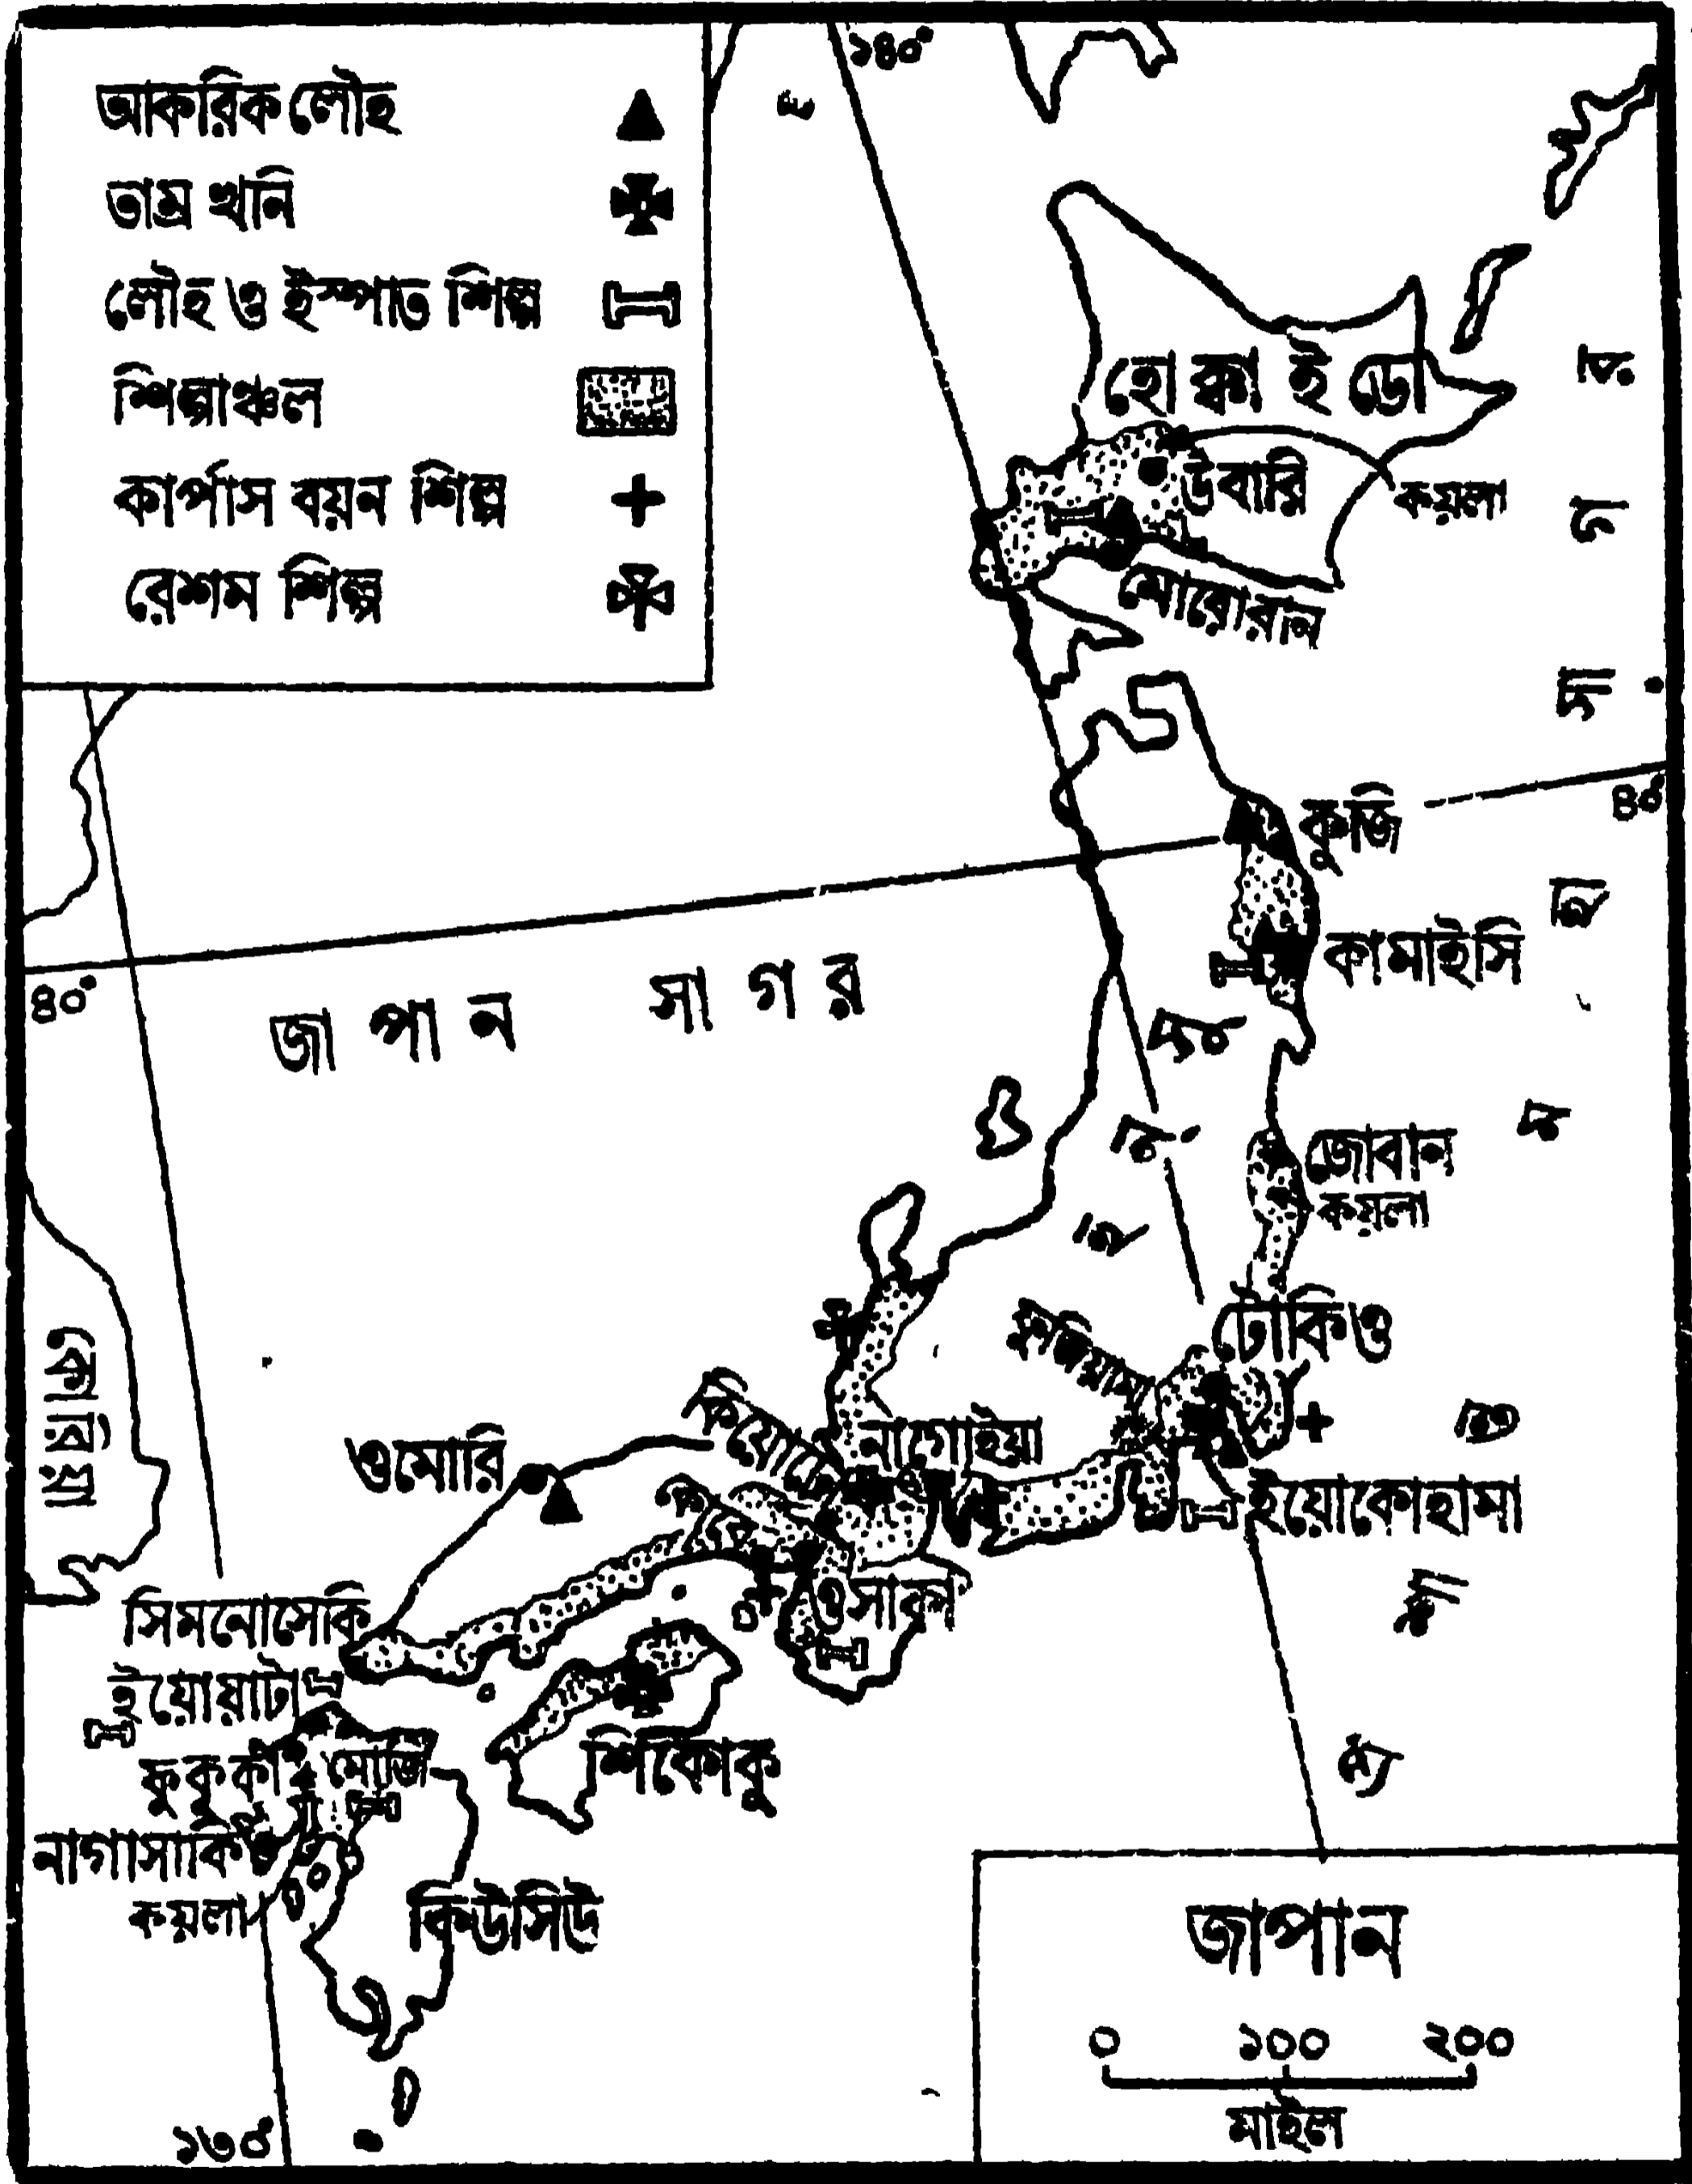 আকরিক লৌহ
তাম্র খনি
লৌহ ও ইস্পাত শিল্প
শিল্পাঞ্চল
কার্পাস বয়ন শিল্প
রেশম শিল্প
১৪০°
হোক্কাইডো
উবারি
কয়লা
মোরোরান
কুজি
৪০°
কামাইসি
৪০°
জাপান সাগর
জোবান
কয়লা
টোকিও
কোরিয়া
নাগোইয়া
ওমোরি
ইয়োকোহামা
ওসাকা
সিমনোসেকি
ইয়োয়াটা
শিকোকু
মোজি
নাগাসাকি
কয়লা
কিউসিউ
জাপান
০ ১০০ ২০০
মাইল
১৩০°